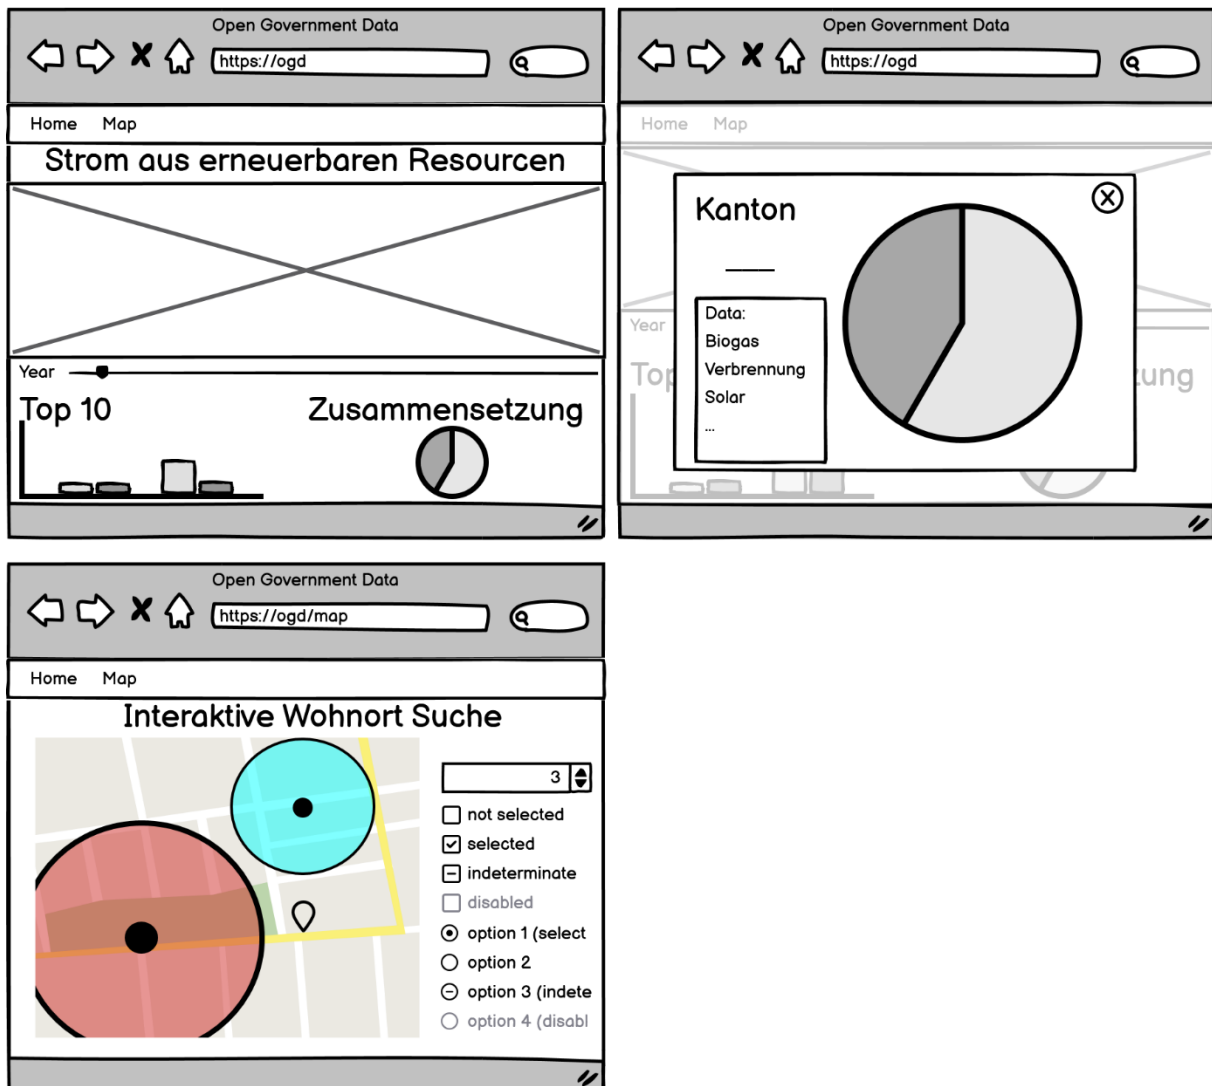 Open Government Data
https://ogd
Home Map
Strom aus erneuerbaren Resourcen
Year
Top 10 Zusammensetzung
Open Government Data
https://ogd
Home Map
Kanton
___
Data:
Biogas
Verbrennung
Solar
...
Year
Top zung
Open Government Data
https://ogd/map
Home Map
Interaktive Wohnort Suche
3
not selected
selected
indeterminate
disabled
option 1 (select
option 2
option 3 (indete
option 4 (disabl